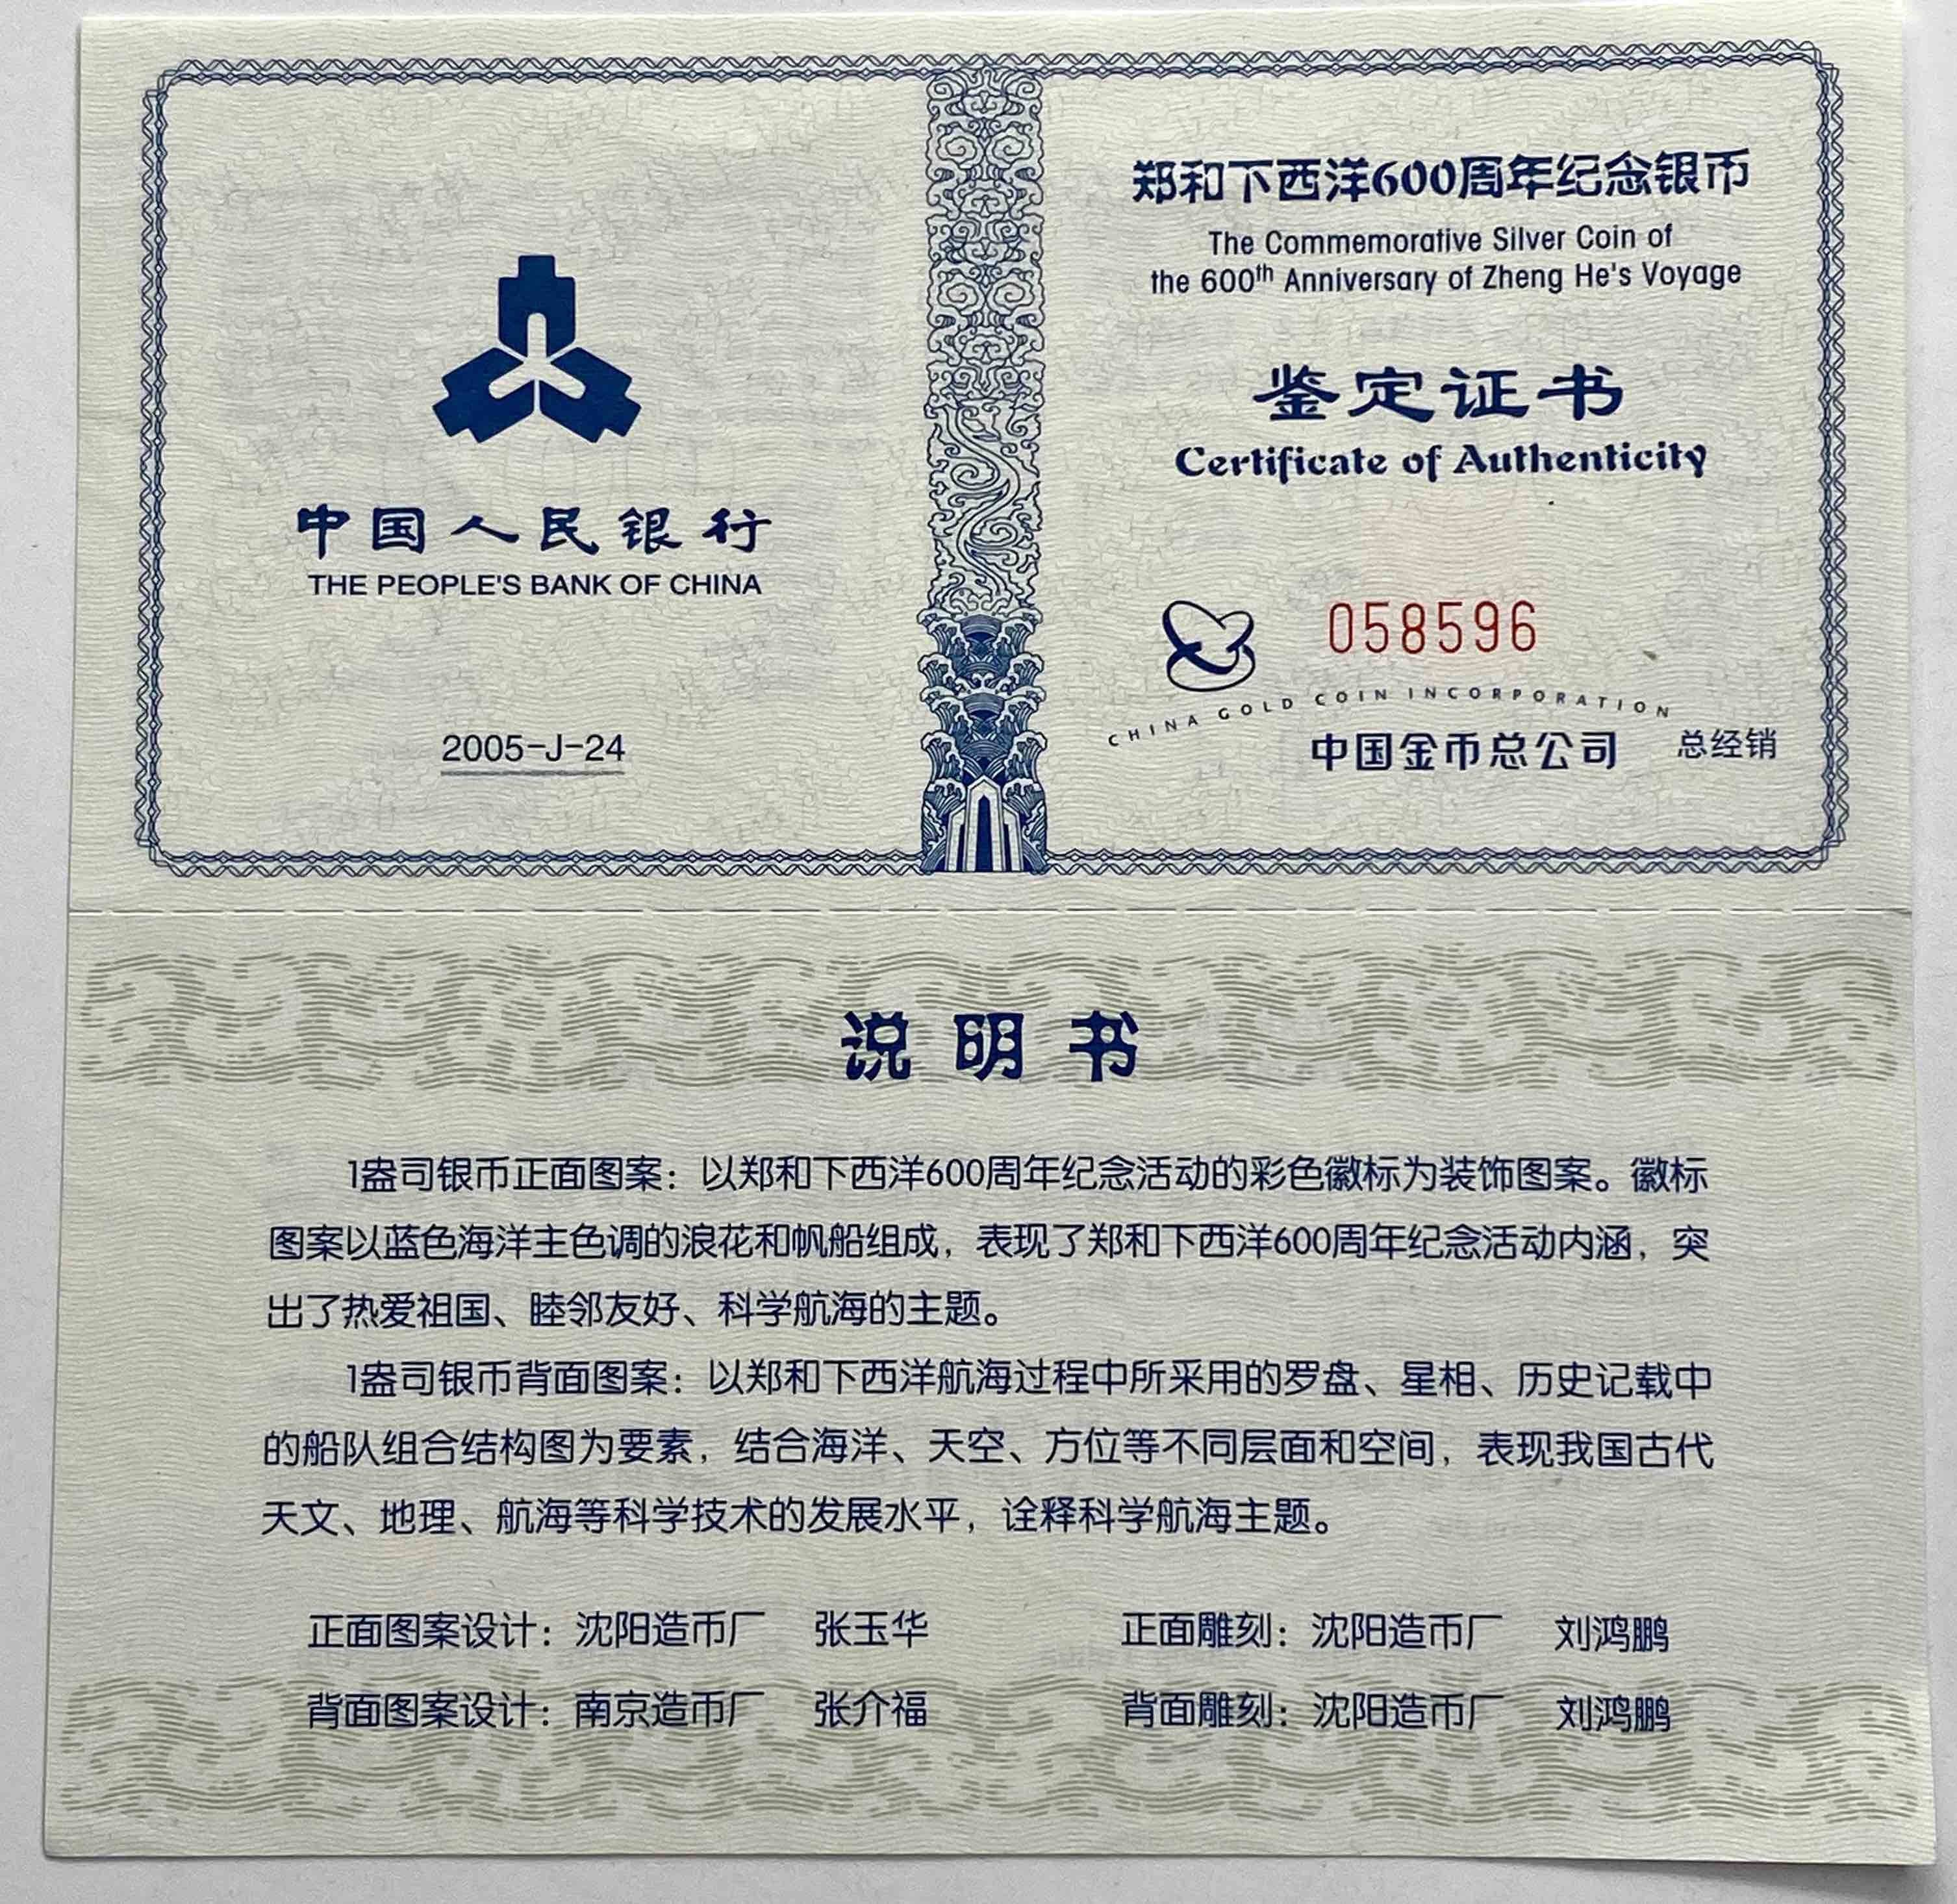 中国人民银行
THE PEOPLE'S BANK OF CHINA
2005-J-24
郑和下西洋600周年纪念银币
The Commemorative Silver Coin of
the 600th Anniversary of Zheng He's Voyage
鉴定证书
Certificate of Authenticity
058596
CHINA GOLD COIN INCORPORATION
中国金币总公司 总经销
说明书
1盎司银币正面图案：以郑和下西洋600周年纪念活动的彩色徽标为装饰图案。徽标
图案以蓝色海洋主色调的浪花和帆船组成，表现了郑和下西洋600周年纪念活动内涵，突
出了热爱祖国、睦邻友好、科学航海的主题。
1盎司银币背面图案：以郑和下西洋航海过程中所采用的罗盘、星相、历史记载中
的船队组合结构图为要素，结合海洋、天空、方位等不同层面和空间，表现我国古代
天文、地理、航海等科学技术的发展水平，诠释科学航海主题。
正面图案设计：沈阳造币厂 张玉华 正面雕刻：沈阳造币厂 刘鸿鹏
背面图案设计：南京造币厂 张介福 背面雕刻：沈阳造币厂 刘鸿鹏